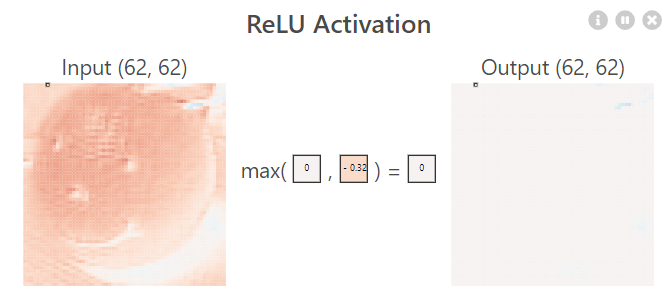 ReLU Activation
Input (62, 62)
Output (62, 62)
max( 0 , - 0.32 ) = 0